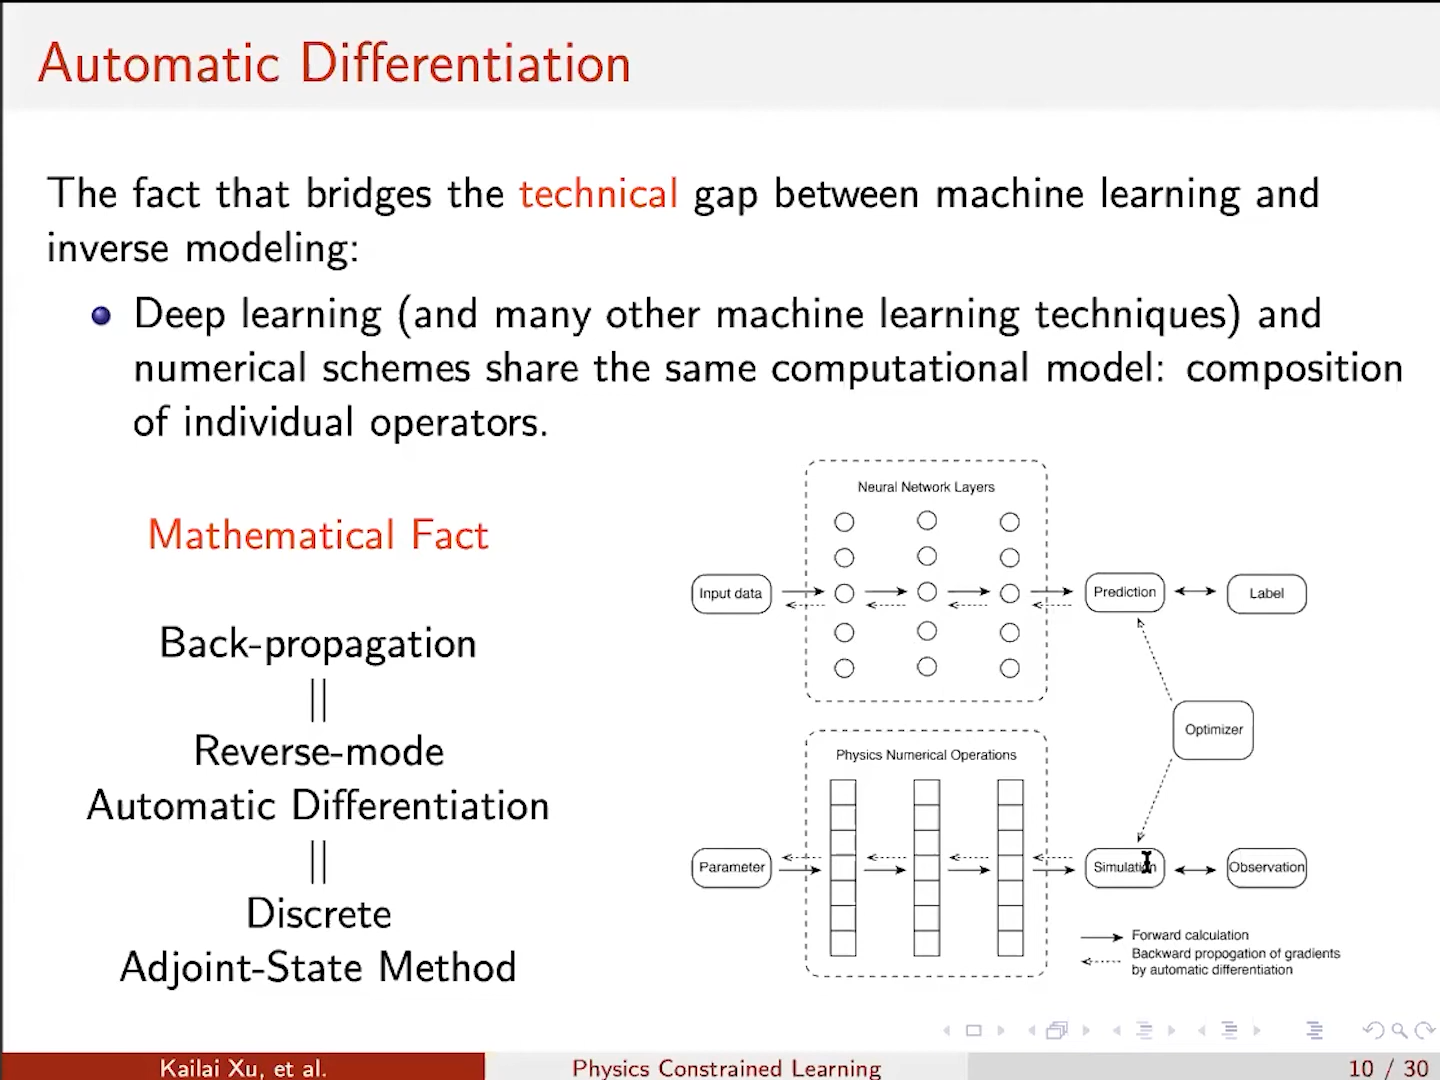 Automatic Differentiation
The fact that bridges the technical gap between machine learning and
inverse modeling:
Deep learning (and many other machine learning techniques) and
numerical schemes share the same computational model: composition
of individual operators.
Mathematical Fact
Back-propagation
||
Reverse-mode
Automatic Differentiation
||
Discrete
Adjoint-State Method
Neural Network Layers
Input data
Prediction
Label
Optimizer
Physics Numerical Operations
Parameter
Simulation
Observation
Forward calculation
Backward propogation of gradients
by automatic differentiation
Kailai Xu, et al.
Physics Constrained Learning
10 / 30